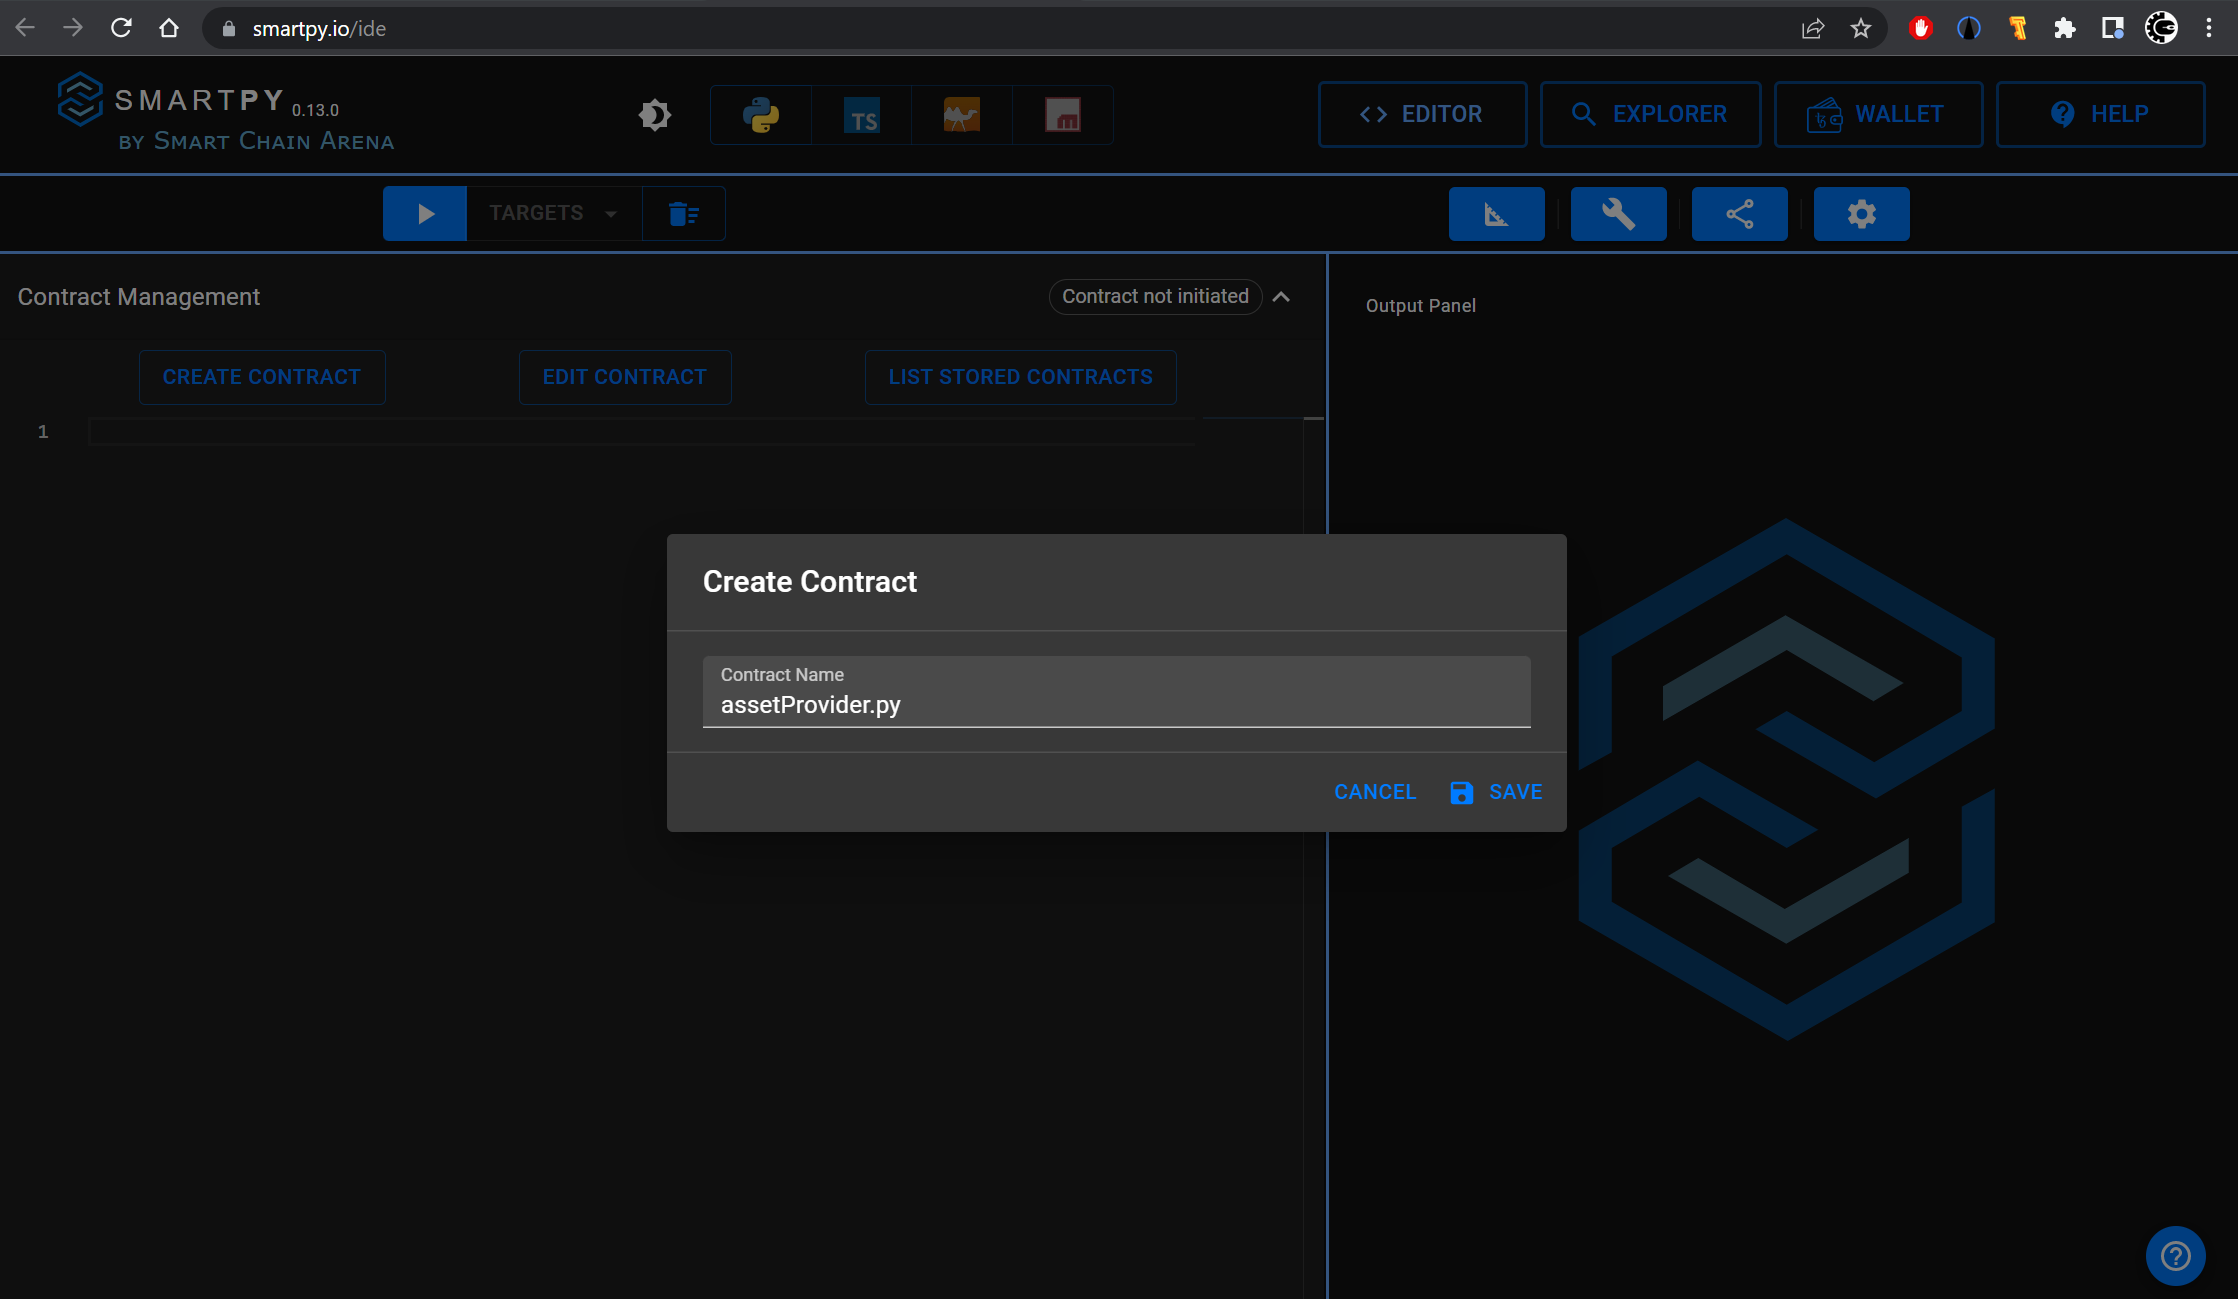 smartpy.io/ide
SMARTPY 0.13.0
BY SMART CHAIN ARENA
TS
EDITOR
EXPLORER
WALLET
HELP
TARGETS
Contract Management
Contract not initiated
Output Panel
CREATE CONTRACT
EDIT CONTRACT
LIST STORED CONTRACTS
1
Create Contract
Contract Name
assetProvider.py
CANCEL
SAVE